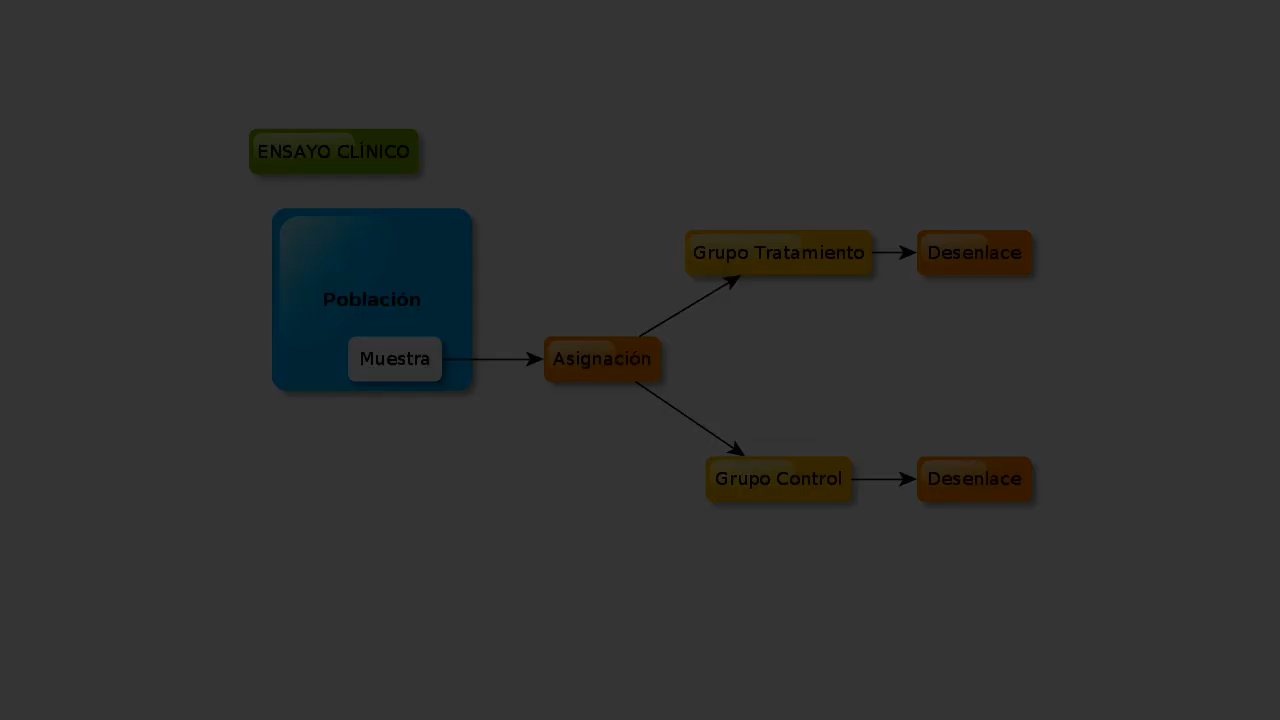 ENSAYO CLÍNICO
Población
Muestra
Asignación
Grupo Tratamiento
Desenlace
Grupo Control
Desenlace